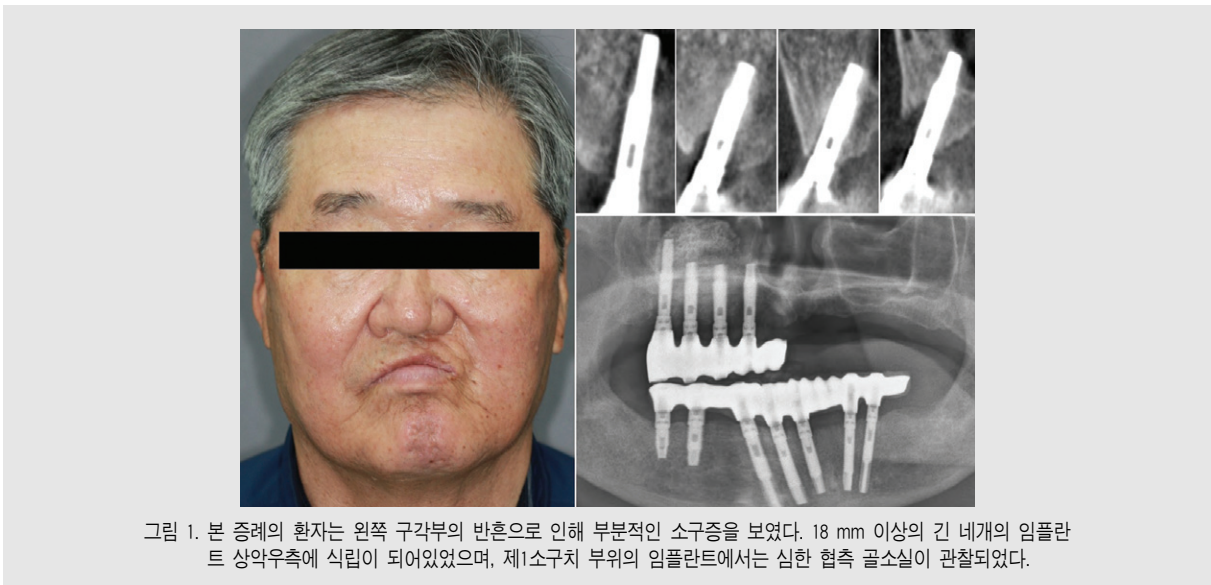 그림 1. 본 증례의 환자는 왼쪽 구각부의 반흔으로 인해 부분적인 소구증을 보였다. 18 mm 이상의 긴 네개의 임플란
트 상악우측에 식립이 되어있었으며, 제1소구치 부위의 임플란트에서는 심한 협측 골소실이 관찰되었다.